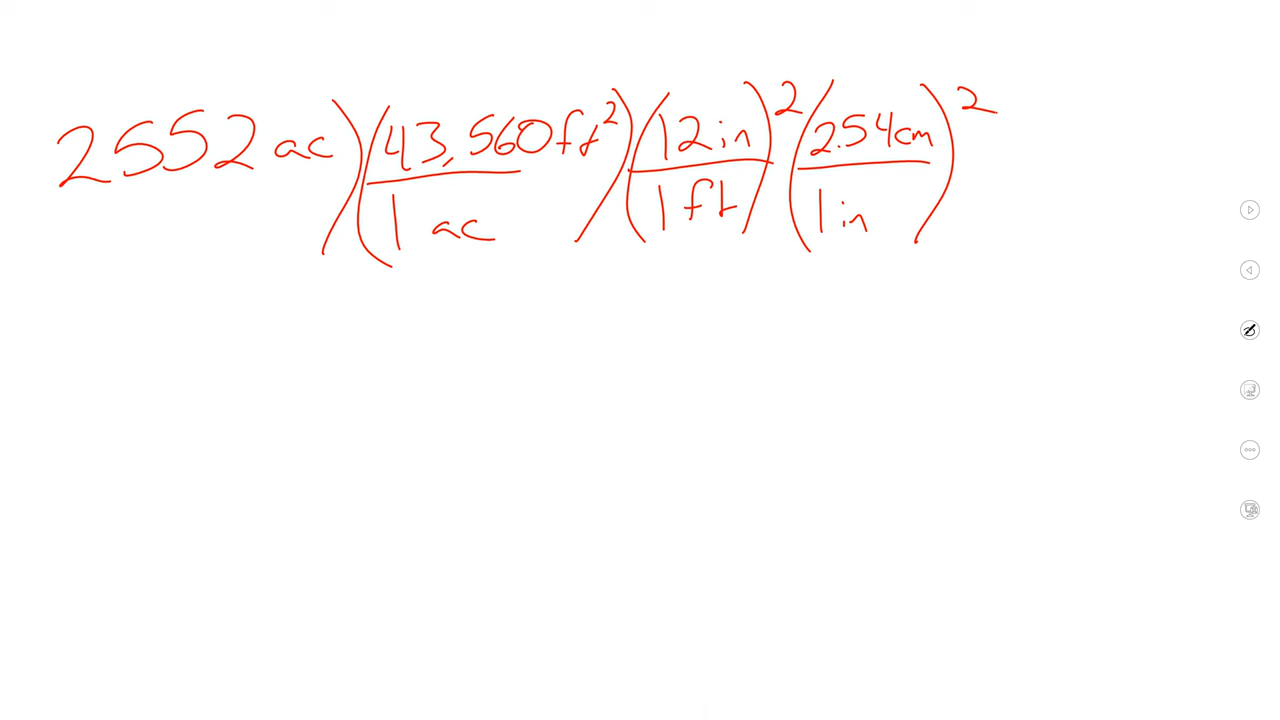 2552 ac)(43,560 ft²/1 ac)(12 in/1 ft)²(2.54 cm/1 in)²